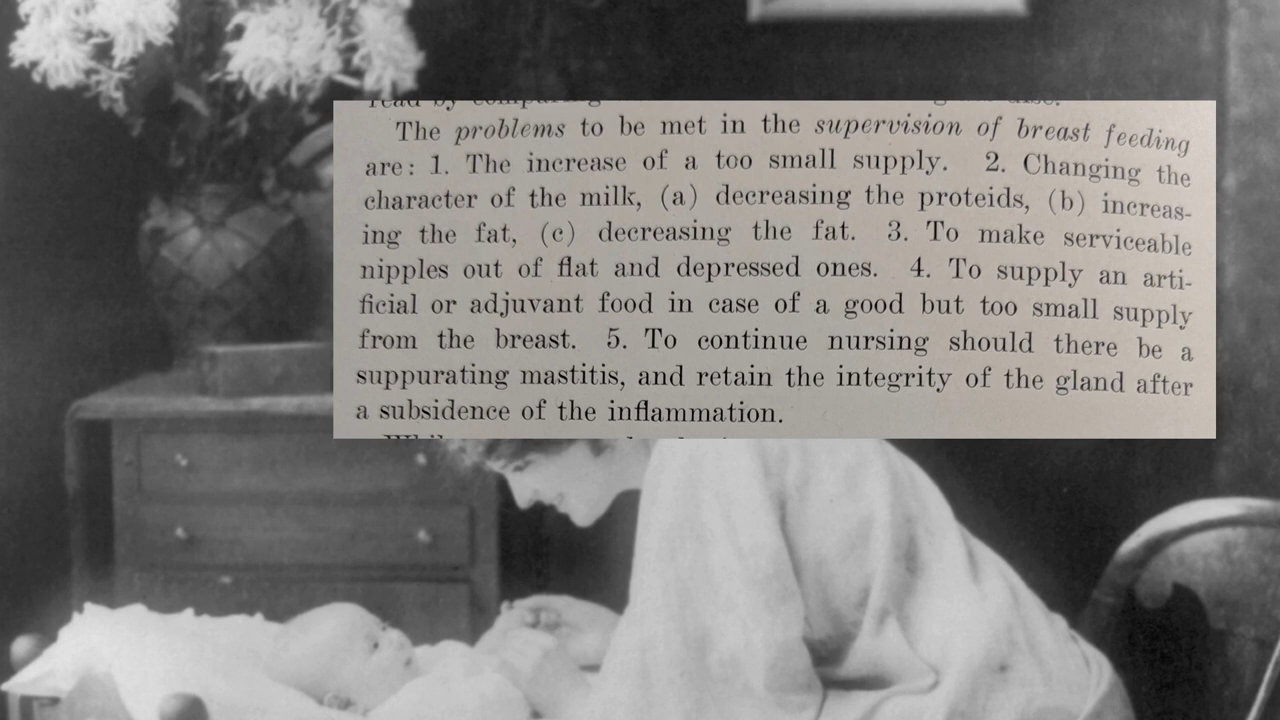 read by comparing
The problems to be met in the supervision of breast feeding
are: 1. The increase of a too small supply. 2. Changing the
character of the milk, (a) decreasing the proteids, (b) increas-
ing the fat, (c) decreasing the fat. 3. To make serviceable
nipples out of flat and depressed ones. 4. To supply an arti-
ficial or adjuvant food in case of a good but too small supply
from the breast. 5. To continue nursing should there be a
suppurating mastitis, and retain the integrity of the gland after
a subsidence of the inflammation.